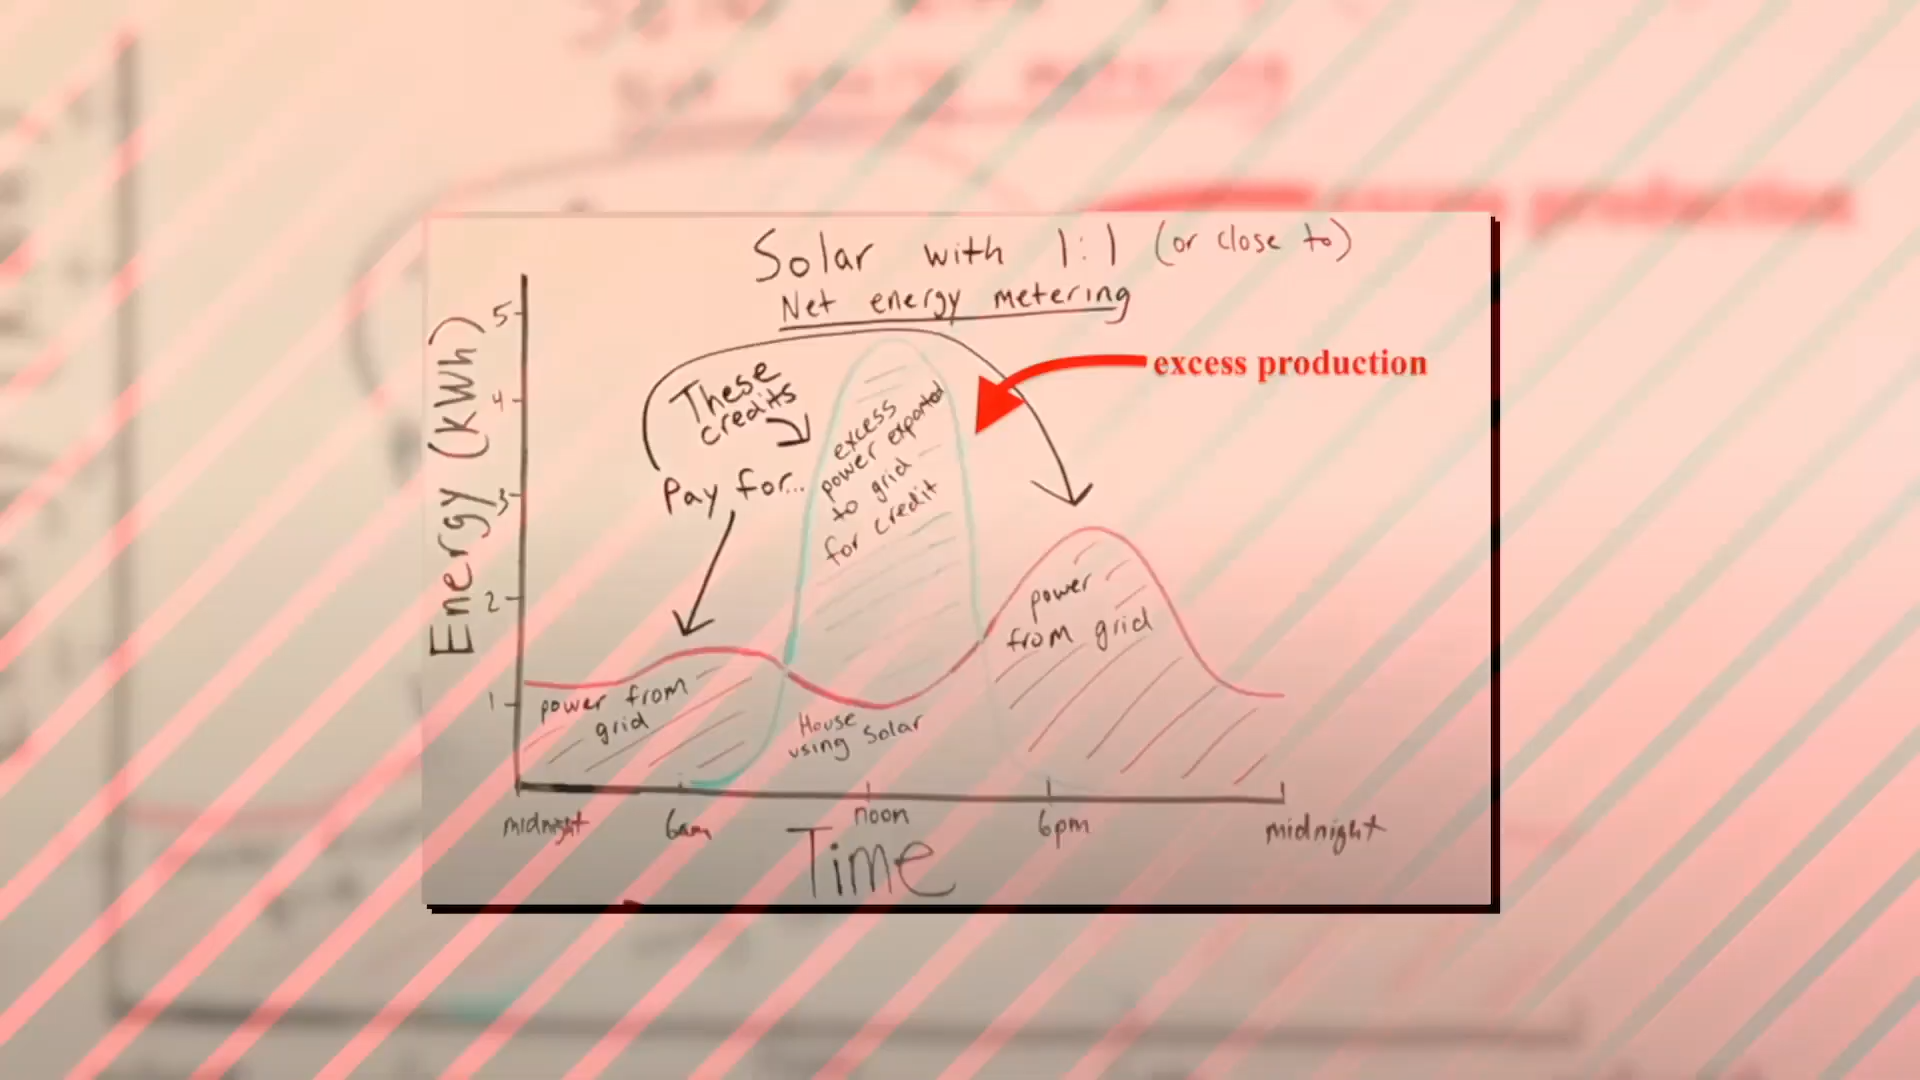 Solar with 1:1 (or close to)
Net energy metering
excess production
Energy (kWh)
5
4
3
2
1
These
credits
Pay for...
excess
power exported
to grid
for credit
power
from grid
power from
grid
House
using solar
midnight
6am
noon
6pm
midnight
Time